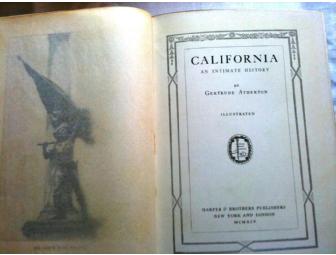 CALIFORNIA
AN INTIMATE HISTORY
BY
GERTRUDE ATHERTON
ILLUSTRATED
HARPER & BROTHERS PUBLISHERS
NEW YORK AND LONDON
MCMXIV